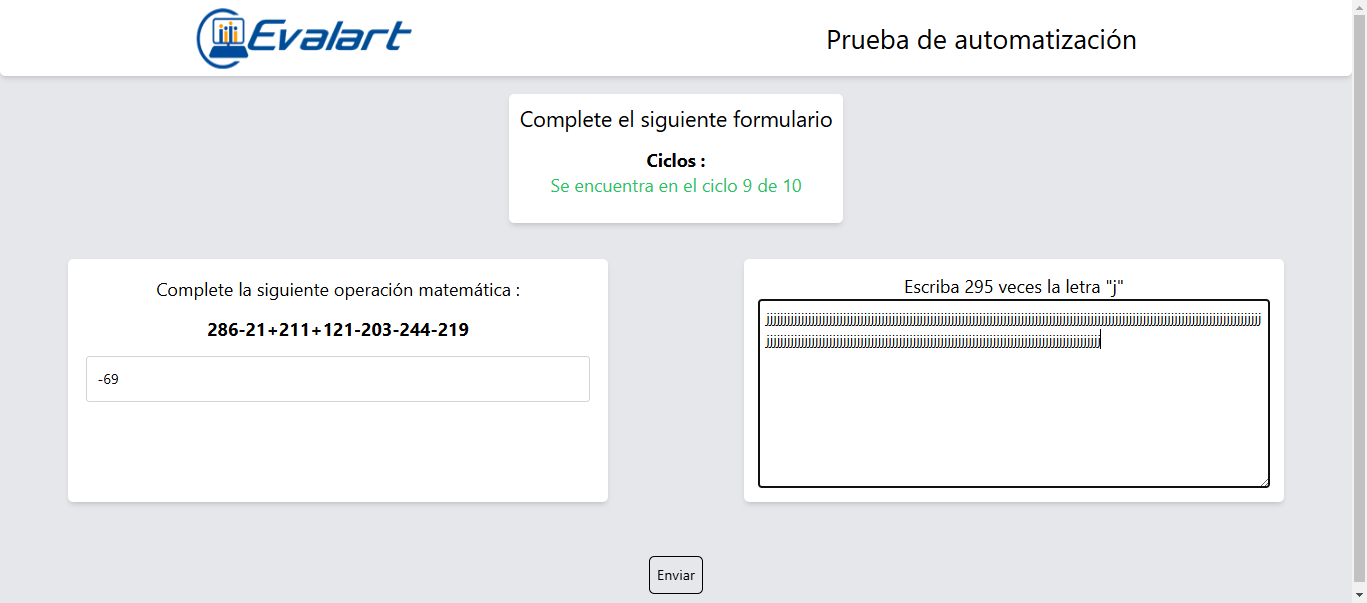 Evalart
Prueba de automatización
Complete el siguiente formulario
Ciclos :
Se encuentra en el ciclo 9 de 10
Complete la siguiente operación matemática :
286-21+211+121-203-244-219
-69
Escriba 295 veces la letra "j"
Enviar